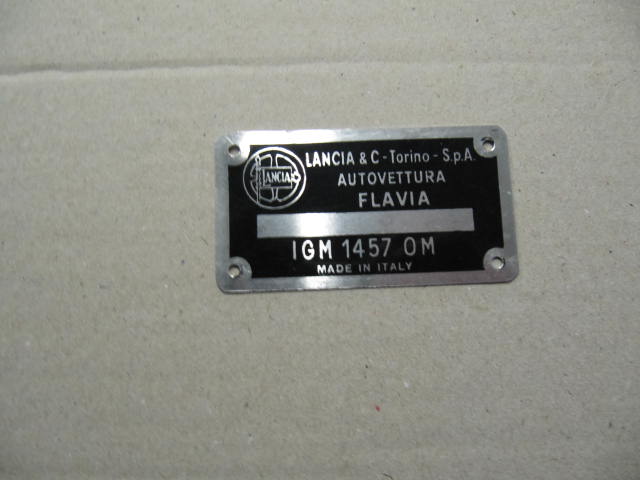 LANCIA
LANCIA & C - Torino - S.p.A.
AUTOVETTURA
FLAVIA
IGM 1457 OM
MADE IN ITALY